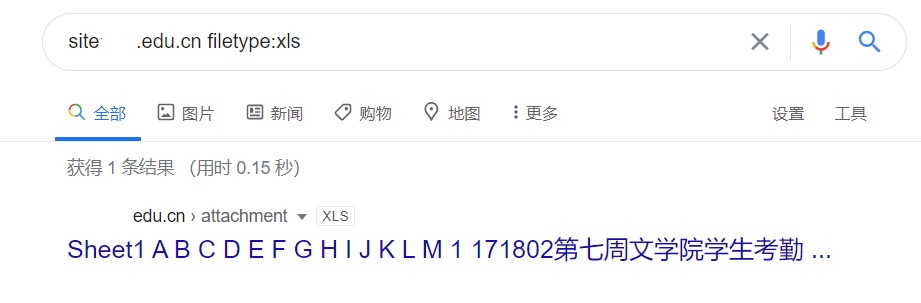 site .edu.cn filetype:xls
全部 图片 新闻 购物 地图 更多 设置 工具
获得 1 条结果 （用时 0.15 秒）
edu.cn › attachment XLS
Sheet1 A B C D E F G H I J K L M 1 171802第七周文学院学生考勤 ...